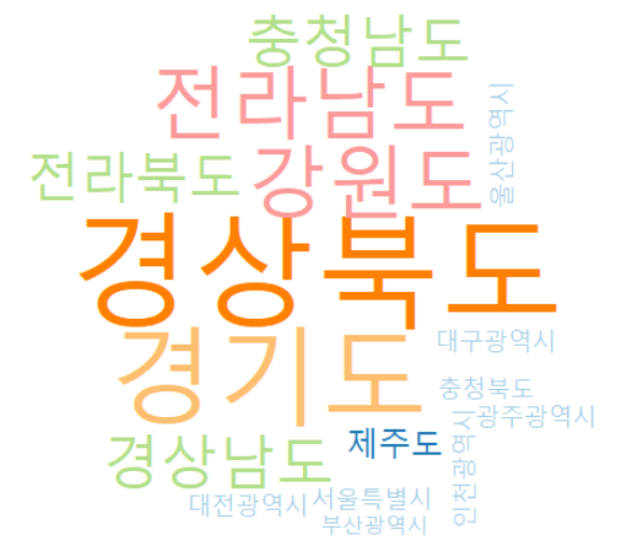 충청남도
전라남도
울산광역시
전라북도
강원도
경상북도
경기도
대구광역시
충청북도
광주광역시
경상남도
제주도
인천광역시
대전광역시
서울특별시
부산광역시